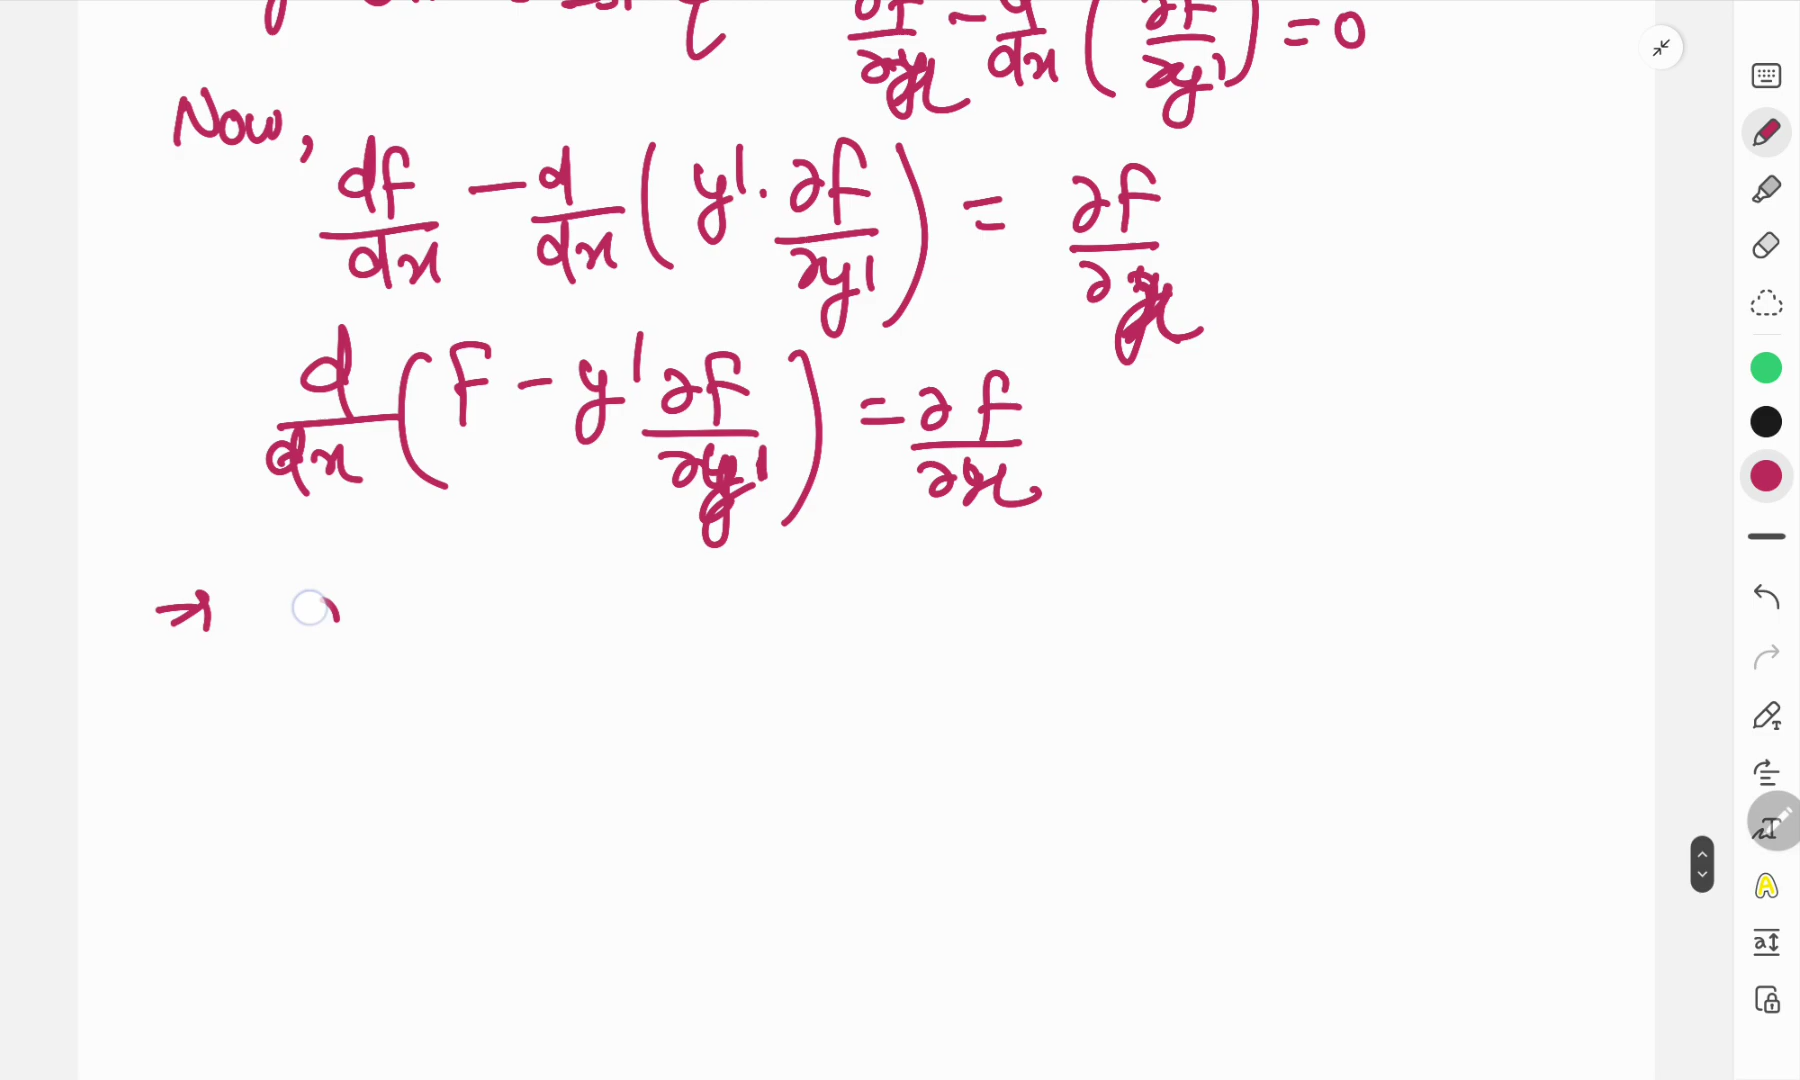 ∂F/∂y - d/dx (∂F/∂y') = 0
Now,
dF/dx - d/dx (y' · ∂F/∂y') = ∂F/∂x
d/dx (F - y' ∂F/∂y') = ∂F/∂x
→